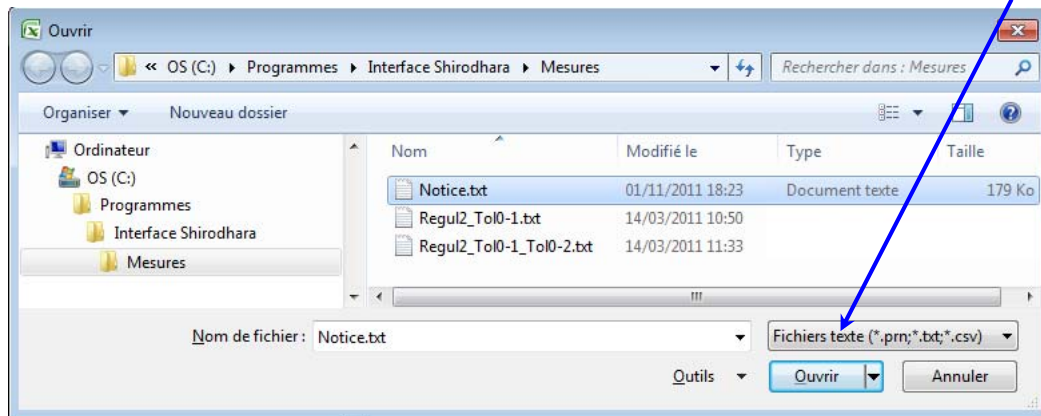 Ouvrir
« OS (C:) Programmes Interface Shirodhara Mesures Rechercher dans : Mesures
Organiser Nouveau dossier
Ordinateur
OS (C:)
Programmes
Interface Shirodhara
Mesures
Nom Modifié le Type Taille
Notice.txt 01/11/2011 18:23 Document texte 179 Ko
Regul2_Tol0-1.txt 14/03/2011 10:50
Regul2_Tol0-1_Tol0-2.txt 14/03/2011 11:33
Nom de fichier : Notice.txt Fichiers texte (*.prn;*.txt;*.csv)
Outils Ouvrir Annuler